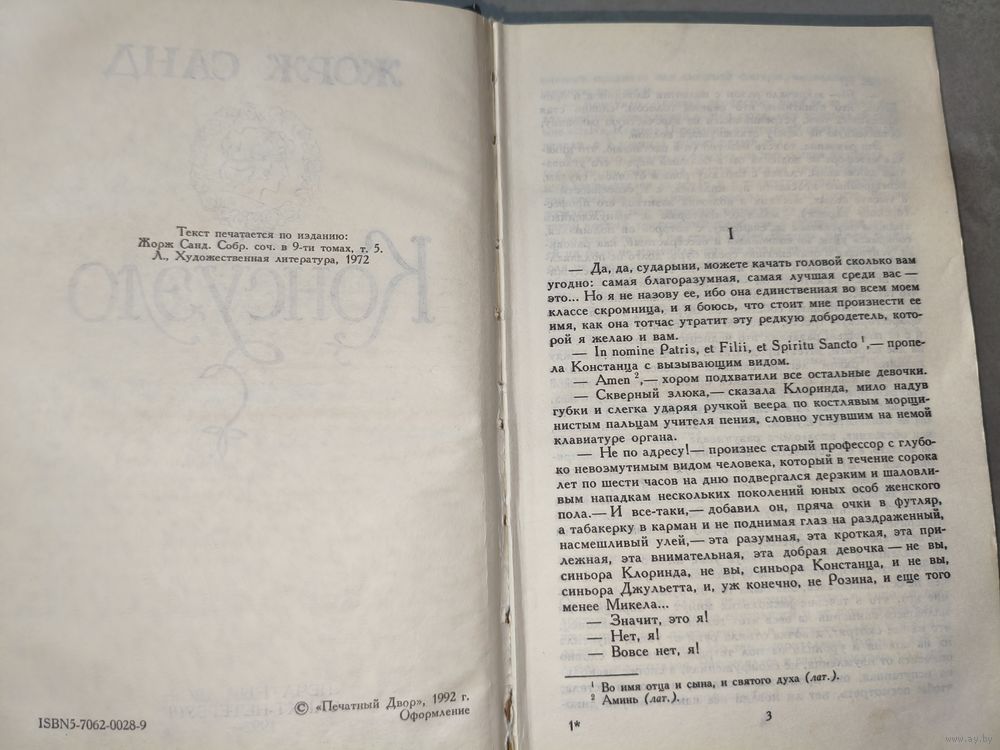 Текст печатается по изданию:
Жорж Санд. Собр. соч. в 9-ти томах, т. 5.
Л., Художественная литература, 1972
ISBN5-7062-0028-9
© «Печатный Двор», 1992 г.
Оформление
I
— Да, да, сударыни, можете качать головой сколько вам
угодно: самая благоразумная, самая лучшая среди вас —
это... Но я не назову ее, ибо она единственная во всем моем
классе скромница, и я боюсь, что стоит мне произнести ее
имя, как она тотчас утратит эту редкую добродетель, кото-
рой я желаю и вам.
— In nomine Patris, et Filii, et Spiritu Sancto ¹,— пропе-
ла Констанца с вызывающим видом.
— Amen ²,— хором подхватили все остальные девочки.
— Скверный злюка,— сказала Клоринда, мило надув
губки и слегка ударяя ручкой веера по костлявым морщи-
нистым пальцам учителя пения, словно уснувшим на немой
клавиатуре органа.
— Не по адресу!— произнес старый профессор с глубо-
ко невозмутимым видом человека, который в течение сорока
лет по шести часов на дню подвергался дерзким и шаловли-
вым нападкам нескольких поколений юных особ женского
пола.— И все-таки,— добавил он, пряча очки в футляр,
а табакерку в карман и не поднимая глаз на раздраженный,
насмешливый улей,— эта разумная, эта кроткая, эта при-
лежная, эта внимательная, эта добрая девочка — не вы,
синьора Клоринда, не вы, синьора Констанца, и не вы,
синьора Джульетта, и, уж конечно, не Розина, и еще того
менее Микела...
— Значит, это я!
— Нет, я!
— Вовсе нет, я!
¹ Во имя отца и сына, и святого духа (лат.).
² Аминь (лат.).
1*
3
www.ay.by